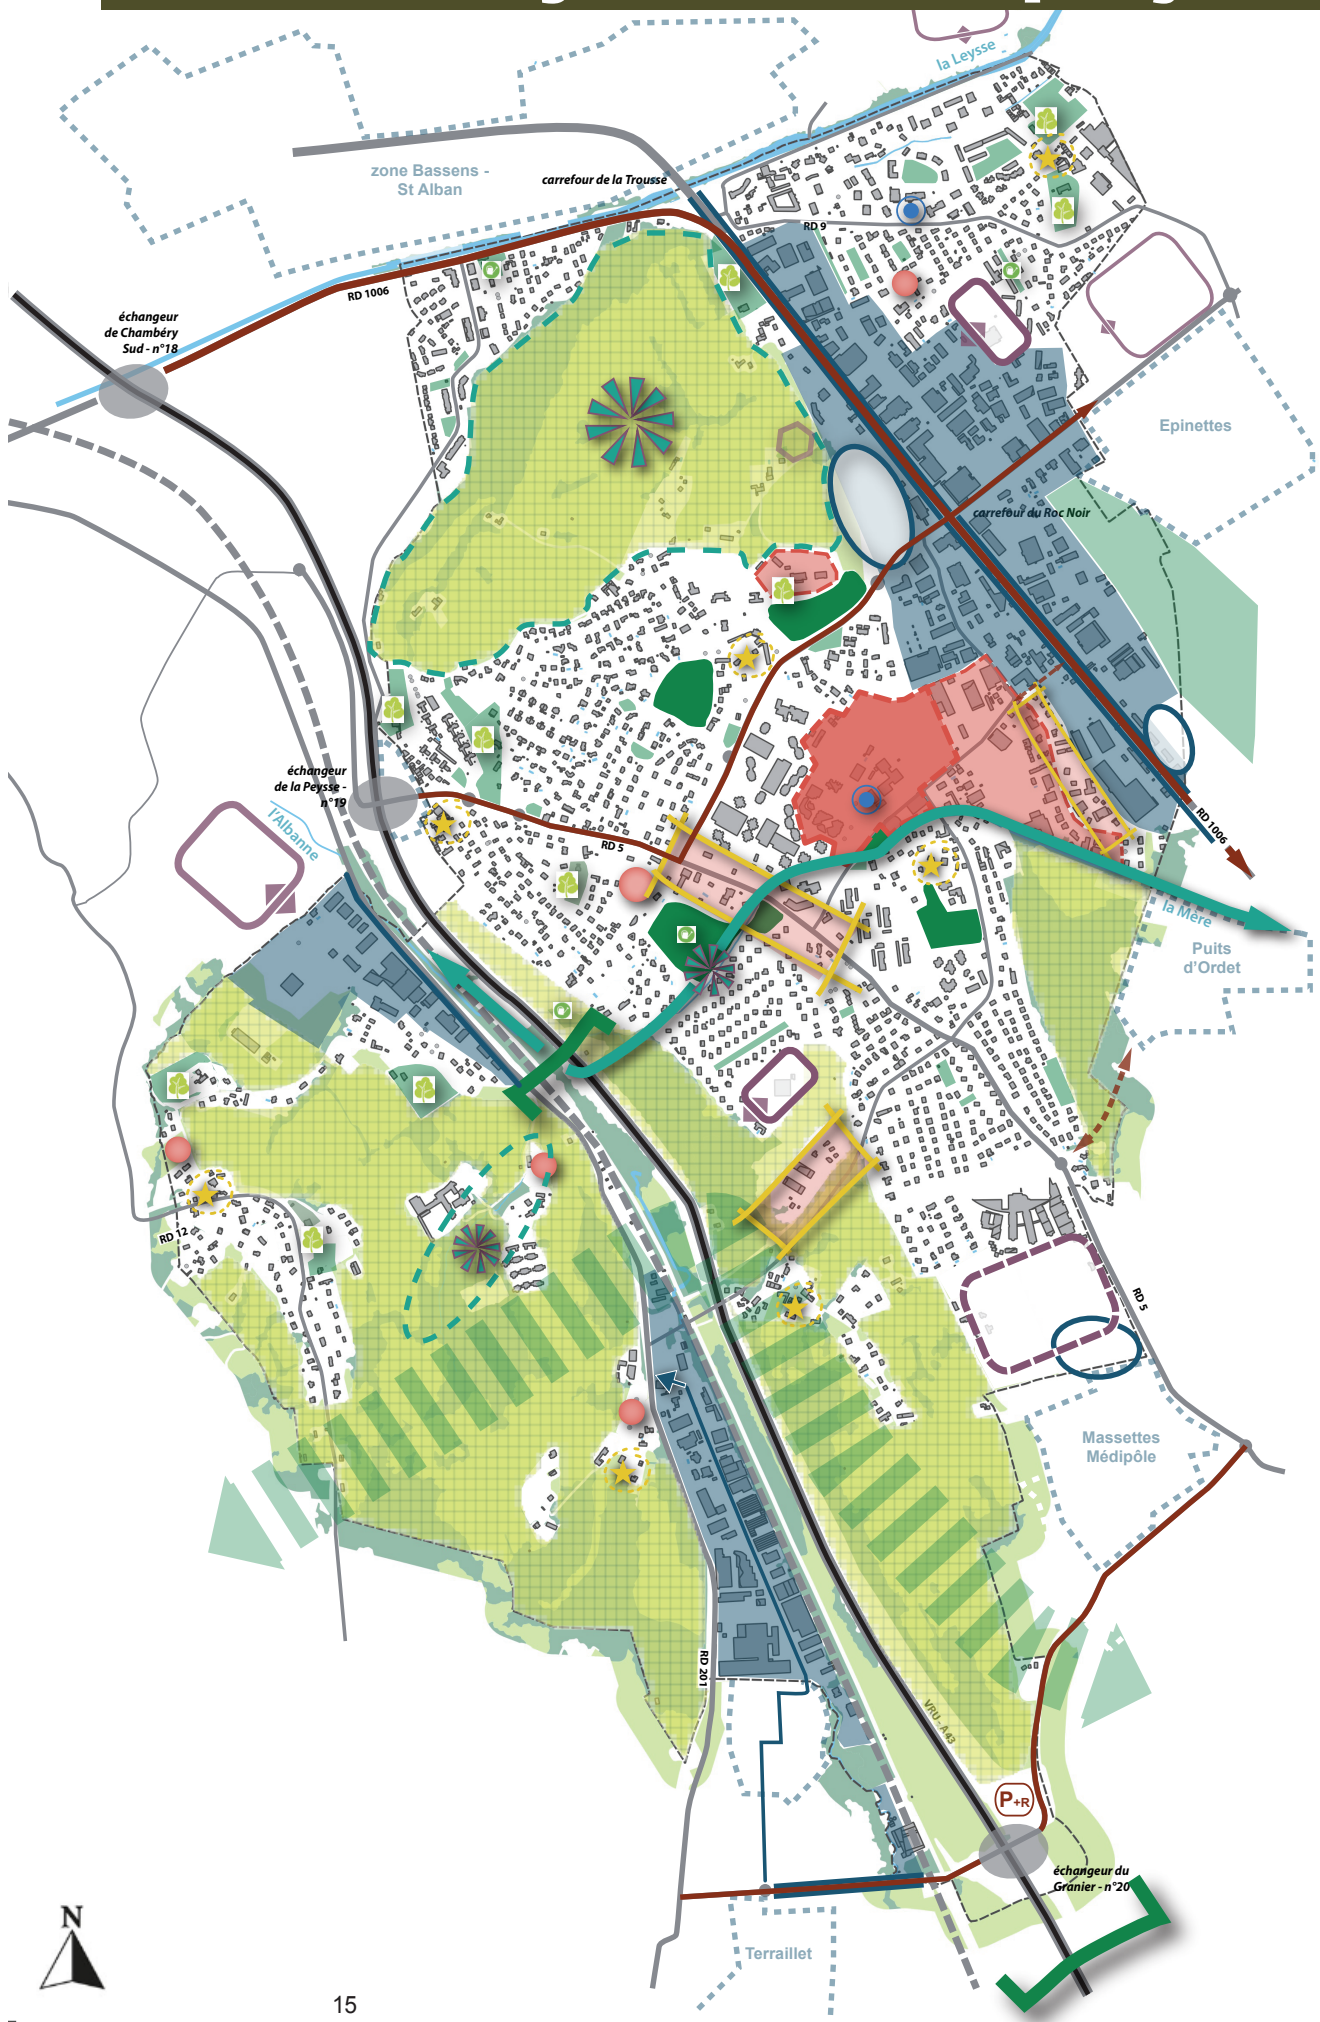 la Leysse
zone Bassens -
St Alban
carrefour de la Trousse
RD 9
RD 1006
échangeur
de Chambéry
Sud - n°18
Epinettes
carrefour du Roc Noir
échangeur
de la Peysse -
n°19
l'Albanne
RD 5
RD 1006
la Mère
Puits
d'Ordet
RD 12
RD 5
Massettes
Médipôle
RD 201
VRU - A43
P+R
échangeur du
Granier - n°20
Terraillet
N
15